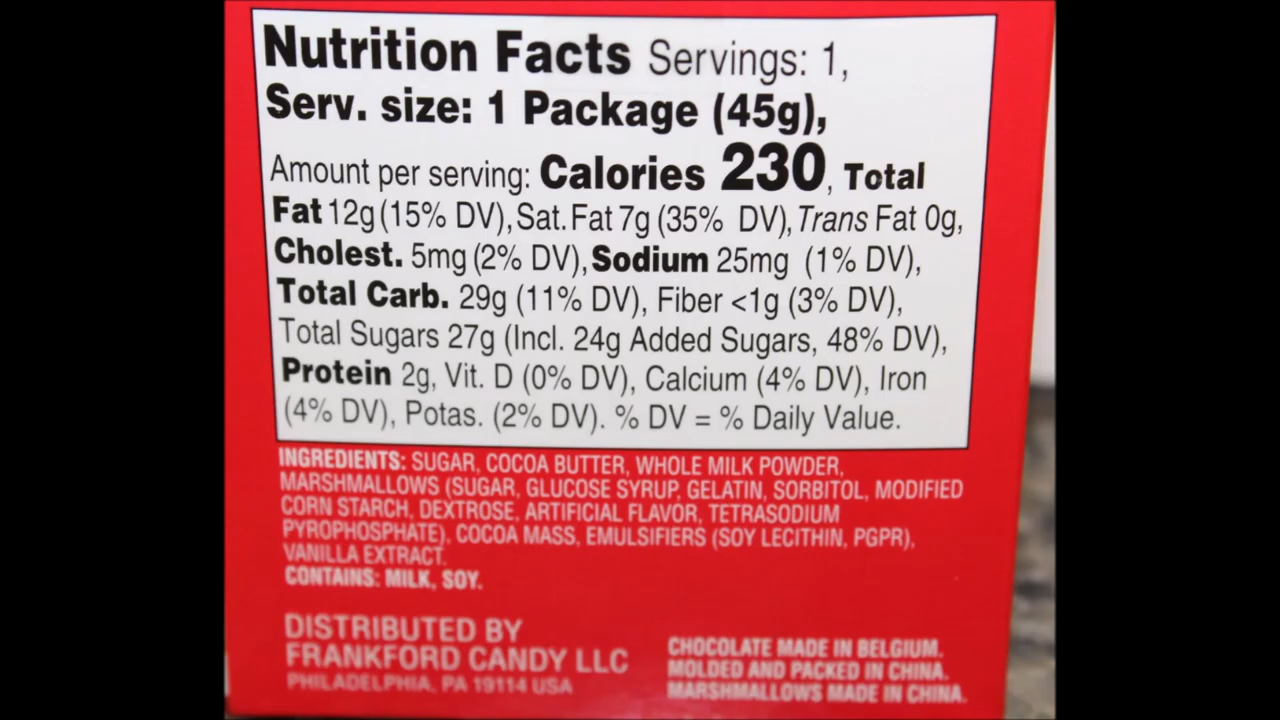 Nutrition Facts Servings: 1,
Serv. size: 1 Package (45g),
Amount per serving: Calories 230, Total
Fat 12g (15% DV), Sat. Fat 7g (35% DV), Trans Fat 0g,
Cholest. 5mg (2% DV), Sodium 25mg (1% DV),
Total Carb. 29g (11% DV), Fiber <1g (3% DV),
Total Sugars 27g (Incl. 24g Added Sugars, 48% DV),
Protein 2g, Vit. D (0% DV), Calcium (4% DV), Iron
(4% DV), Potas. (2% DV). % DV = % Daily Value.
INGREDIENTS: SUGAR, COCOA BUTTER, WHOLE MILK POWDER,
MARSHMALLOWS (SUGAR, GLUCOSE SYRUP, GELATIN, SORBITOL, MODIFIED
CORN STARCH, DEXTROSE, ARTIFICIAL FLAVOR, TETRASODIUM
PYROPHOSPHATE), COCOA MASS, EMULSIFIERS (SOY LECITHIN, PGPR),
VANILLA EXTRACT.
CONTAINS: MILK, SOY.
DISTRIBUTED BY
FRANKFORD CANDY LLC
PHILADELPHIA, PA 19114 USA
CHOCOLATE MADE IN BELGIUM.
MOLDED AND PACKED IN CHINA.
MARSHMALLOWS MADE IN CHINA.